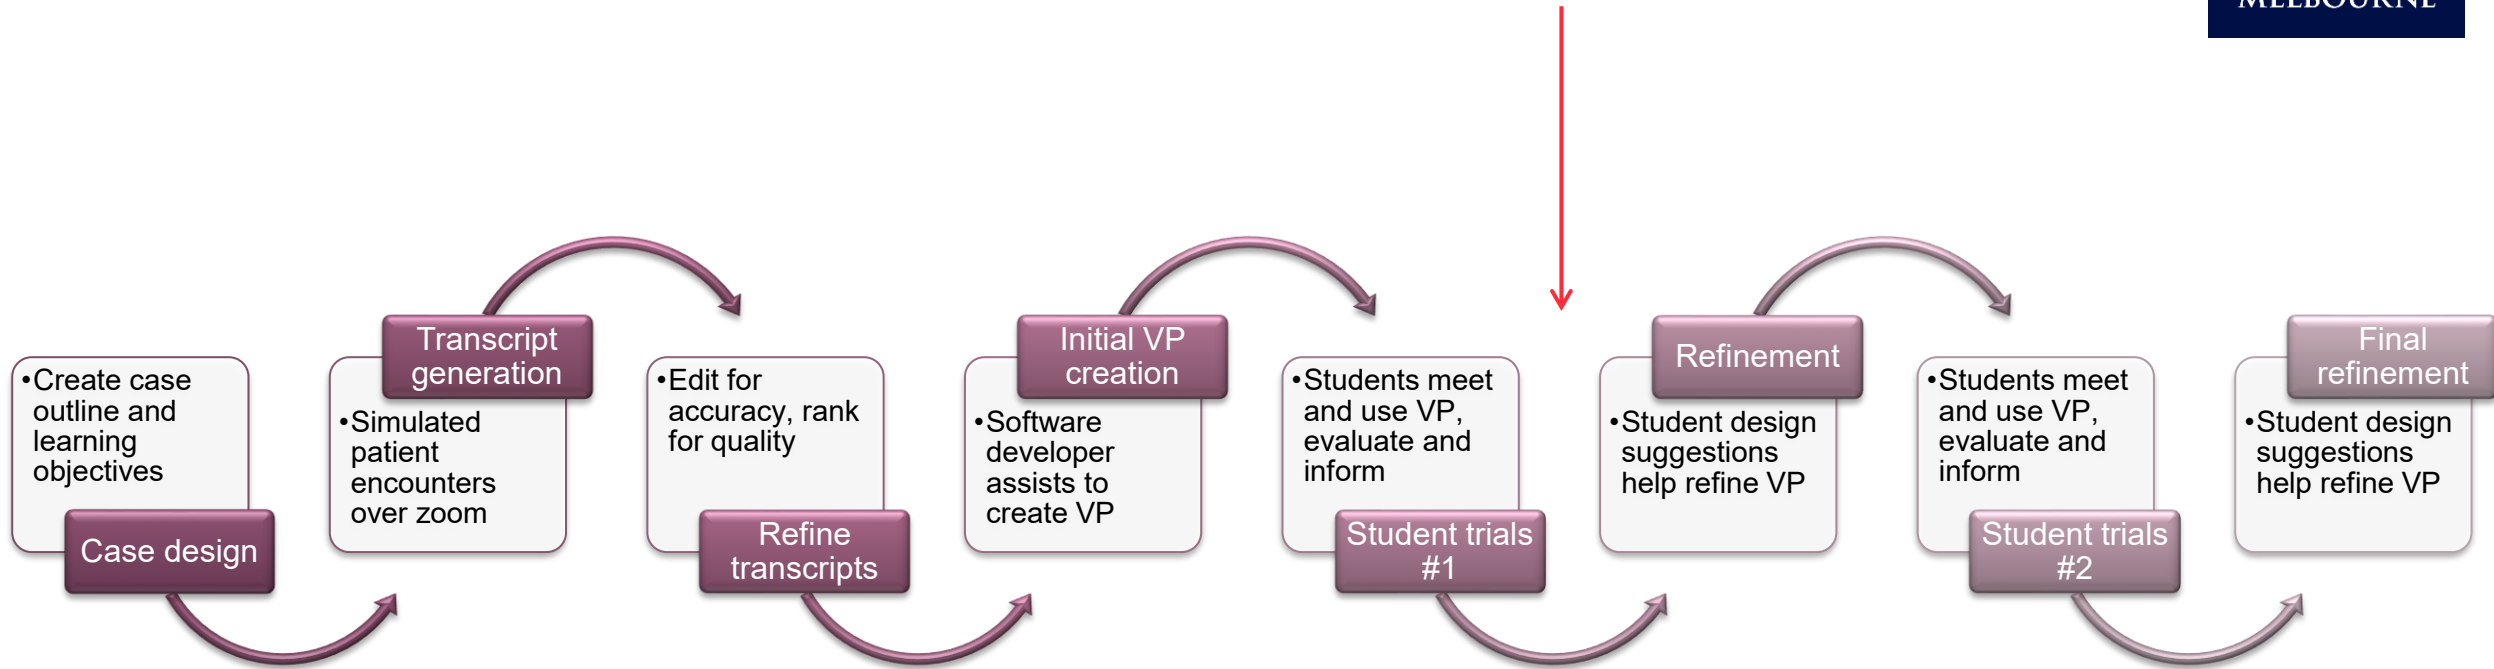 MELBOURNE
•Create case
outline and
learning
objectives
Case design
Transcript
generation
•Simulated
patient
encounters
over zoom
•Edit for
accuracy, rank
for quality
Refine
transcripts
Initial VP
creation
•Software
developer
assists to
create VP
•Students meet
and use VP,
evaluate and
inform
Student trials
#1
Refinement
•Student design
suggestions
help refine VP
•Students meet
and use VP,
evaluate and
inform
Student trials
#2
Final
refinement
•Student design
suggestions
help refine VP